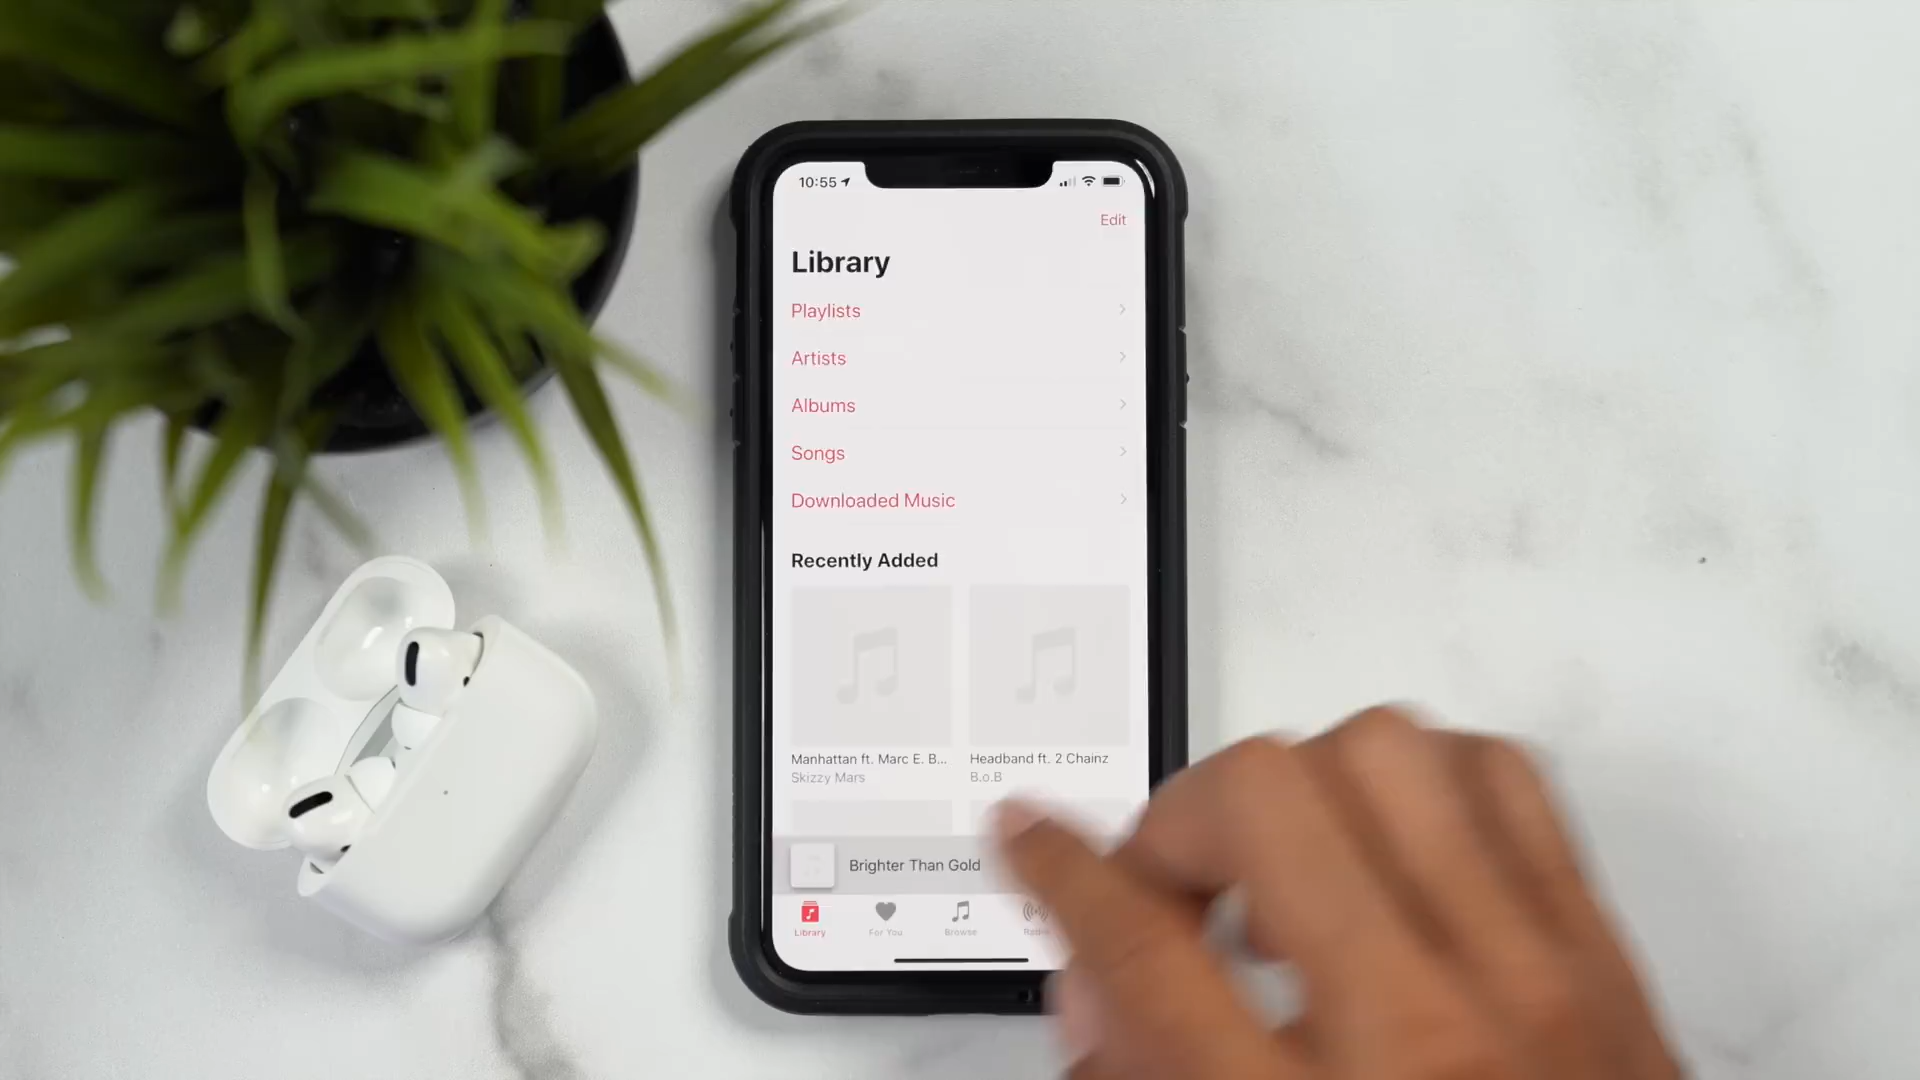 10:55
Edit
Library
Playlists
Artists
Albums
Songs
Downloaded Music
Recently Added
Manhattan ft. Marc E. B...
Skizzy Mars
Headband ft. 2 Chainz
B.o.B
Brighter Than Gold
Library
For You
Browse
Radio